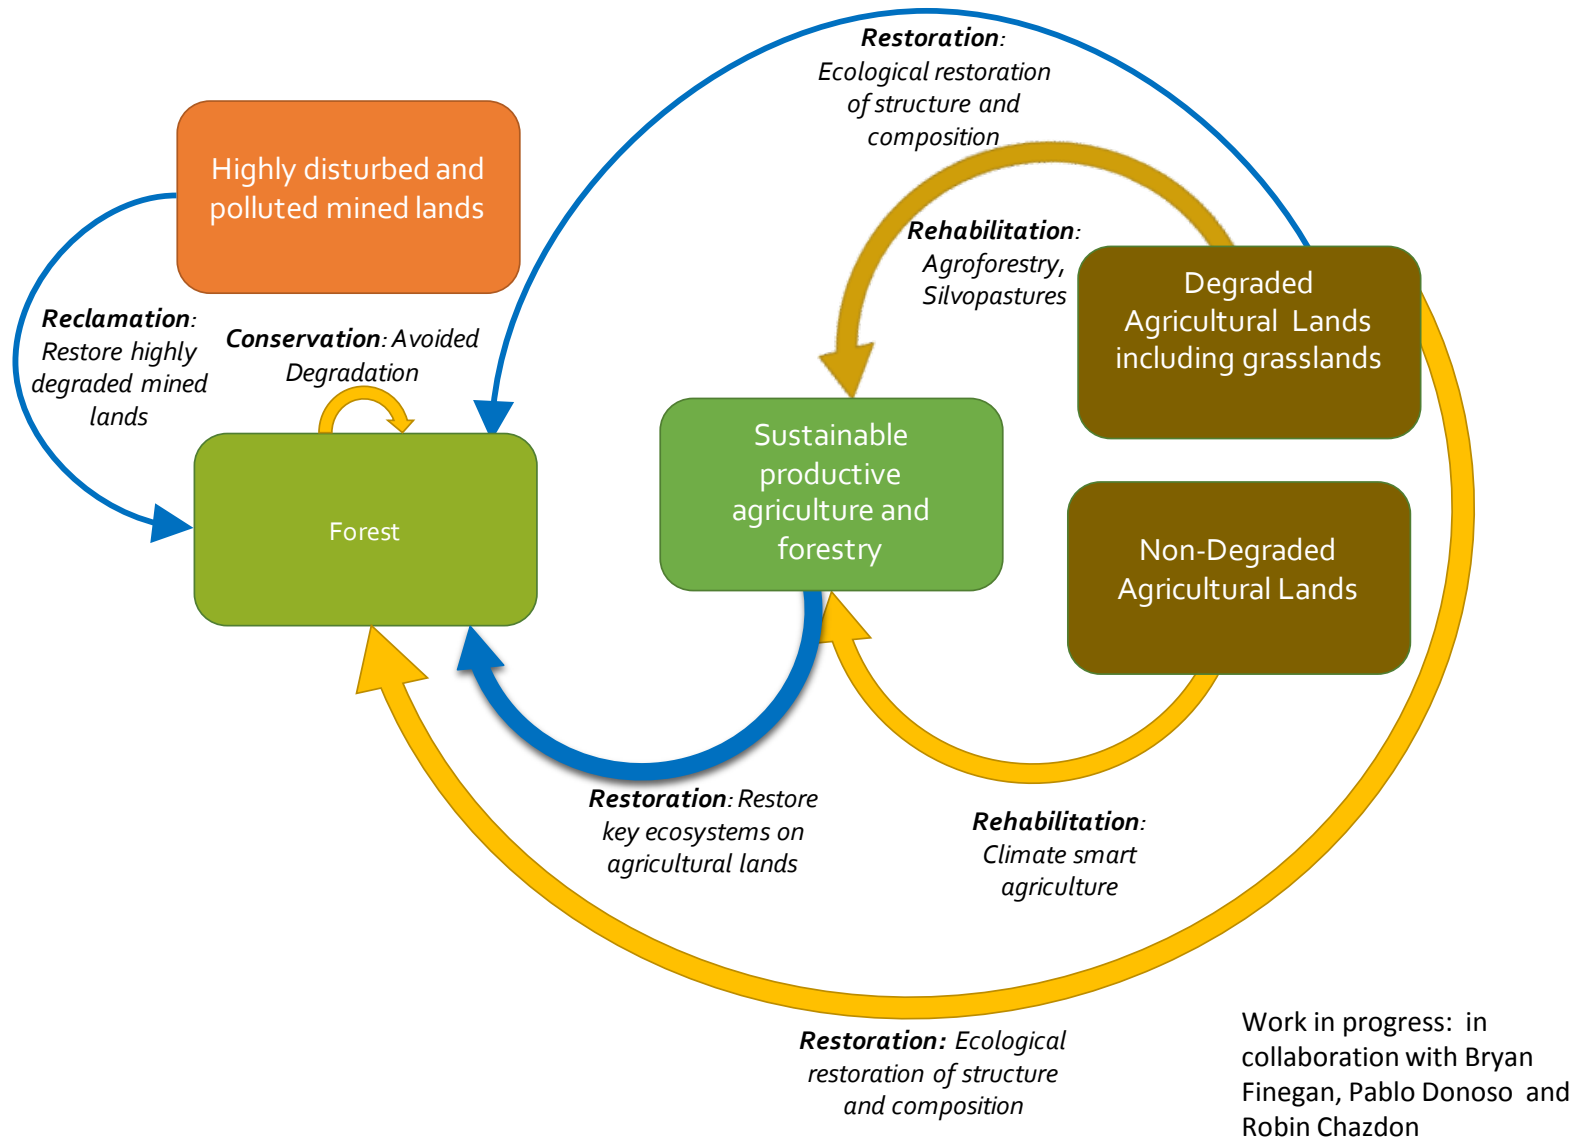 Restoration:
Ecological restoration
of structure and
composition
Highly disturbed and
polluted mined lands
Rehabilitation:
Agroforestry,
Silvopastures
Degraded
Agricultural Lands
including grasslands
Reclamation:
Restore highly
degraded mined
lands
Conservation: Avoided
Degradation
Sustainable
productive
agriculture and
forestry
Forest
Non-Degraded
Agricultural Lands
Restoration: Restore
key ecosystems on
agricultural lands
Rehabilitation:
Climate smart
agriculture
Restoration: Ecological
restoration of structure
and composition
Work in progress: in
collaboration with Bryan
Finegan, Pablo Donoso and
Robin Chazdon